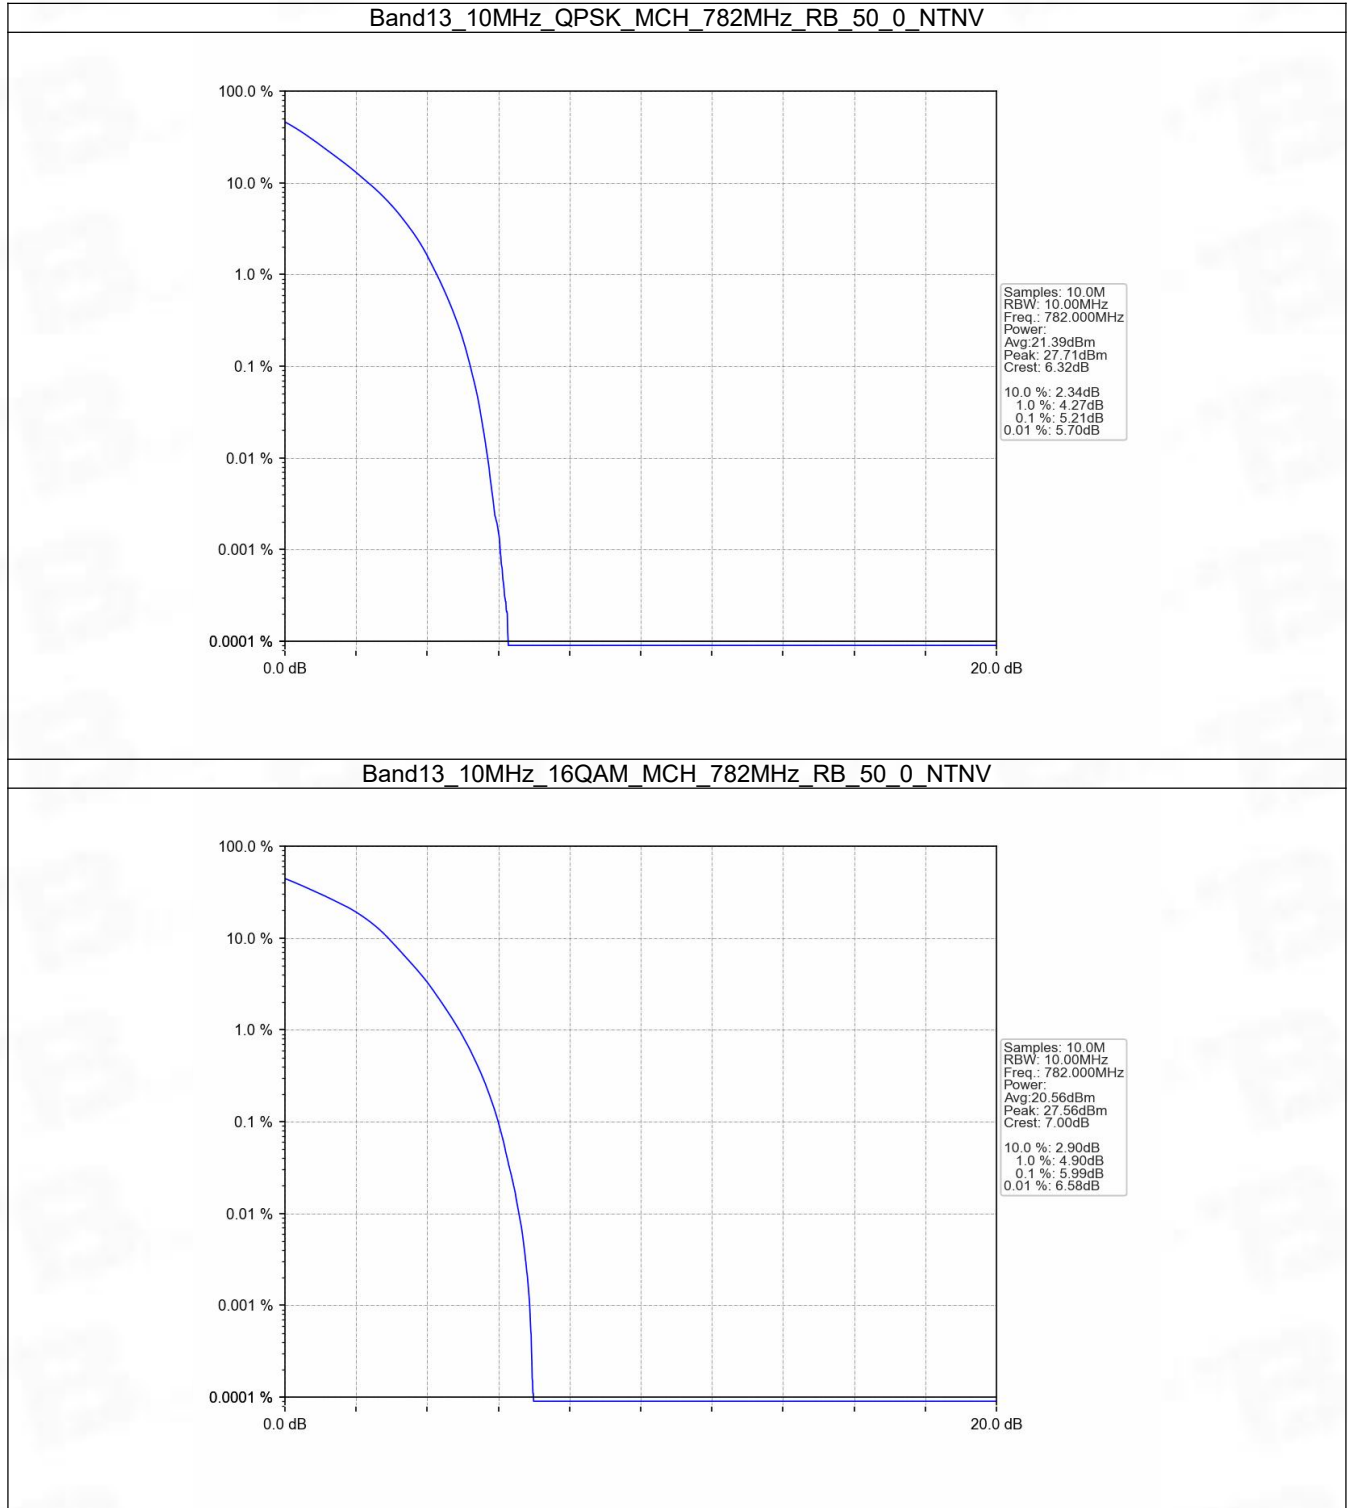 Band13_10MHz_QPSK_MCH_782MHz_RB_50_0_NTNV
100.0 %
10.0 %
1.0 %
0.1 %
0.01 %
0.001 %
0.0001 %
0.0 dB
20.0 dB
Samples: 10.0M
RBW: 10.00MHz
Freq.: 782.000MHz
Power:
Avg:21.39dBm
Peak: 27.71dBm
Crest: 6.32dB
10.0 %: 2.34dB
1.0 %: 4.27dB
0.1 %: 5.21dB
0.01 %: 5.70dB
Band13_10MHz_16QAM_MCH_782MHz_RB_50_0_NTNV
100.0 %
10.0 %
1.0 %
0.1 %
0.01 %
0.001 %
0.0001 %
0.0 dB
20.0 dB
Samples: 10.0M
RBW: 10.00MHz
Freq.: 782.000MHz
Power:
Avg:20.56dBm
Peak: 27.56dBm
Crest: 7.00dB
10.0 %: 2.90dB
1.0 %: 4.90dB
0.1 %: 5.99dB
0.01 %: 6.58dB